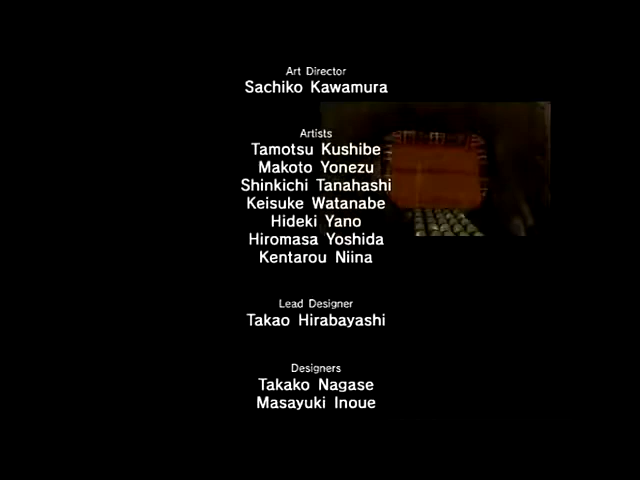 Art Director
Sachiko Kawamura
Artists
Tamotsu Kushibe
Makoto Yonezu
Shinkichi Tanahashi
Keisuke Watanabe
Hideki Yano
Hiromasa Yoshida
Kentarou Niina
Lead Designer
Takao Hirabayashi
Designers
Takako Nagase
Masayuki Inoue